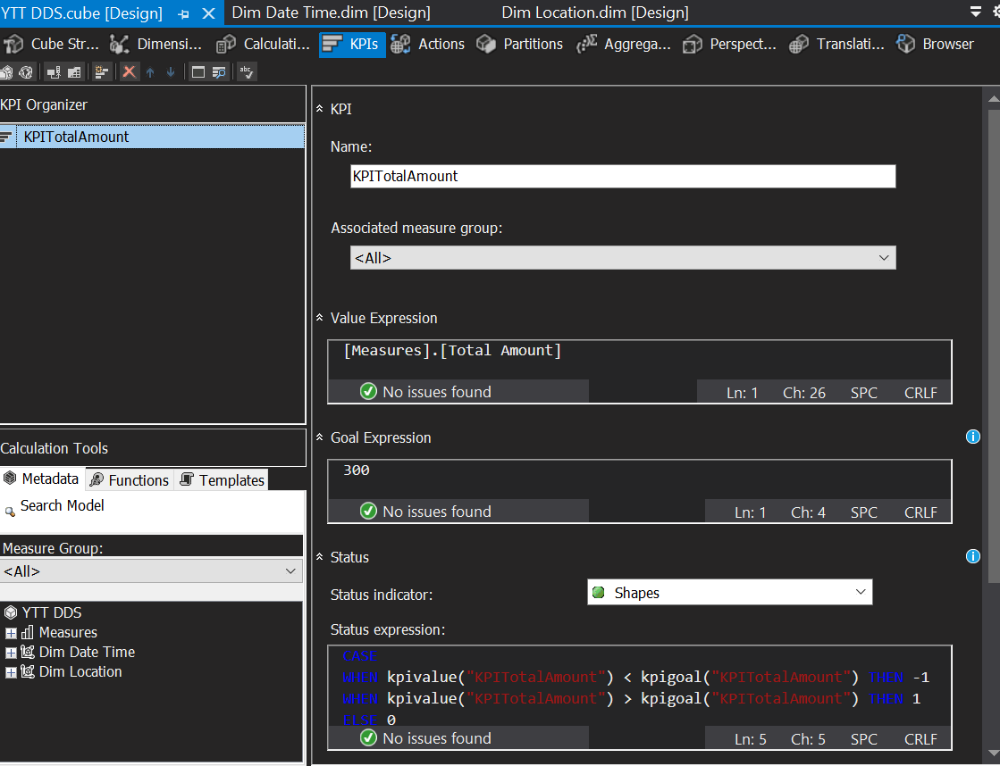 YTT DDS.cube [Design] Dim Date Time.dim [Design] Dim Location.dim [Design]
Cube Str... Dimensi... Calculati... KPIs Actions Partitions Aggrega... Perspect... Translati... Browser
abc
KPI Organizer
KPITotalAmount
KPI
Name:
KPITotalAmount
Associated measure group:
<All>
Value Expression
[Measures].[Total Amount]
No issues found Ln: 1 Ch: 26 SPC CRLF
Goal Expression
300
No issues found Ln: 1 Ch: 4 SPC CRLF
Status
Status indicator: Shapes
Status expression:
CASE
WHEN kpivalue("KPITotalAmount") < kpigoal("KPITotalAmount") THEN -1
WHEN kpivalue("KPITotalAmount") > kpigoal("KPITotalAmount") THEN 1
ELSE 0
No issues found Ln: 5 Ch: 5 SPC CRLF
Calculation Tools
Metadata Functions Templates
Search Model
Measure Group:
<All>
YTT DDS
Measures
Dim Date Time
Dim Location